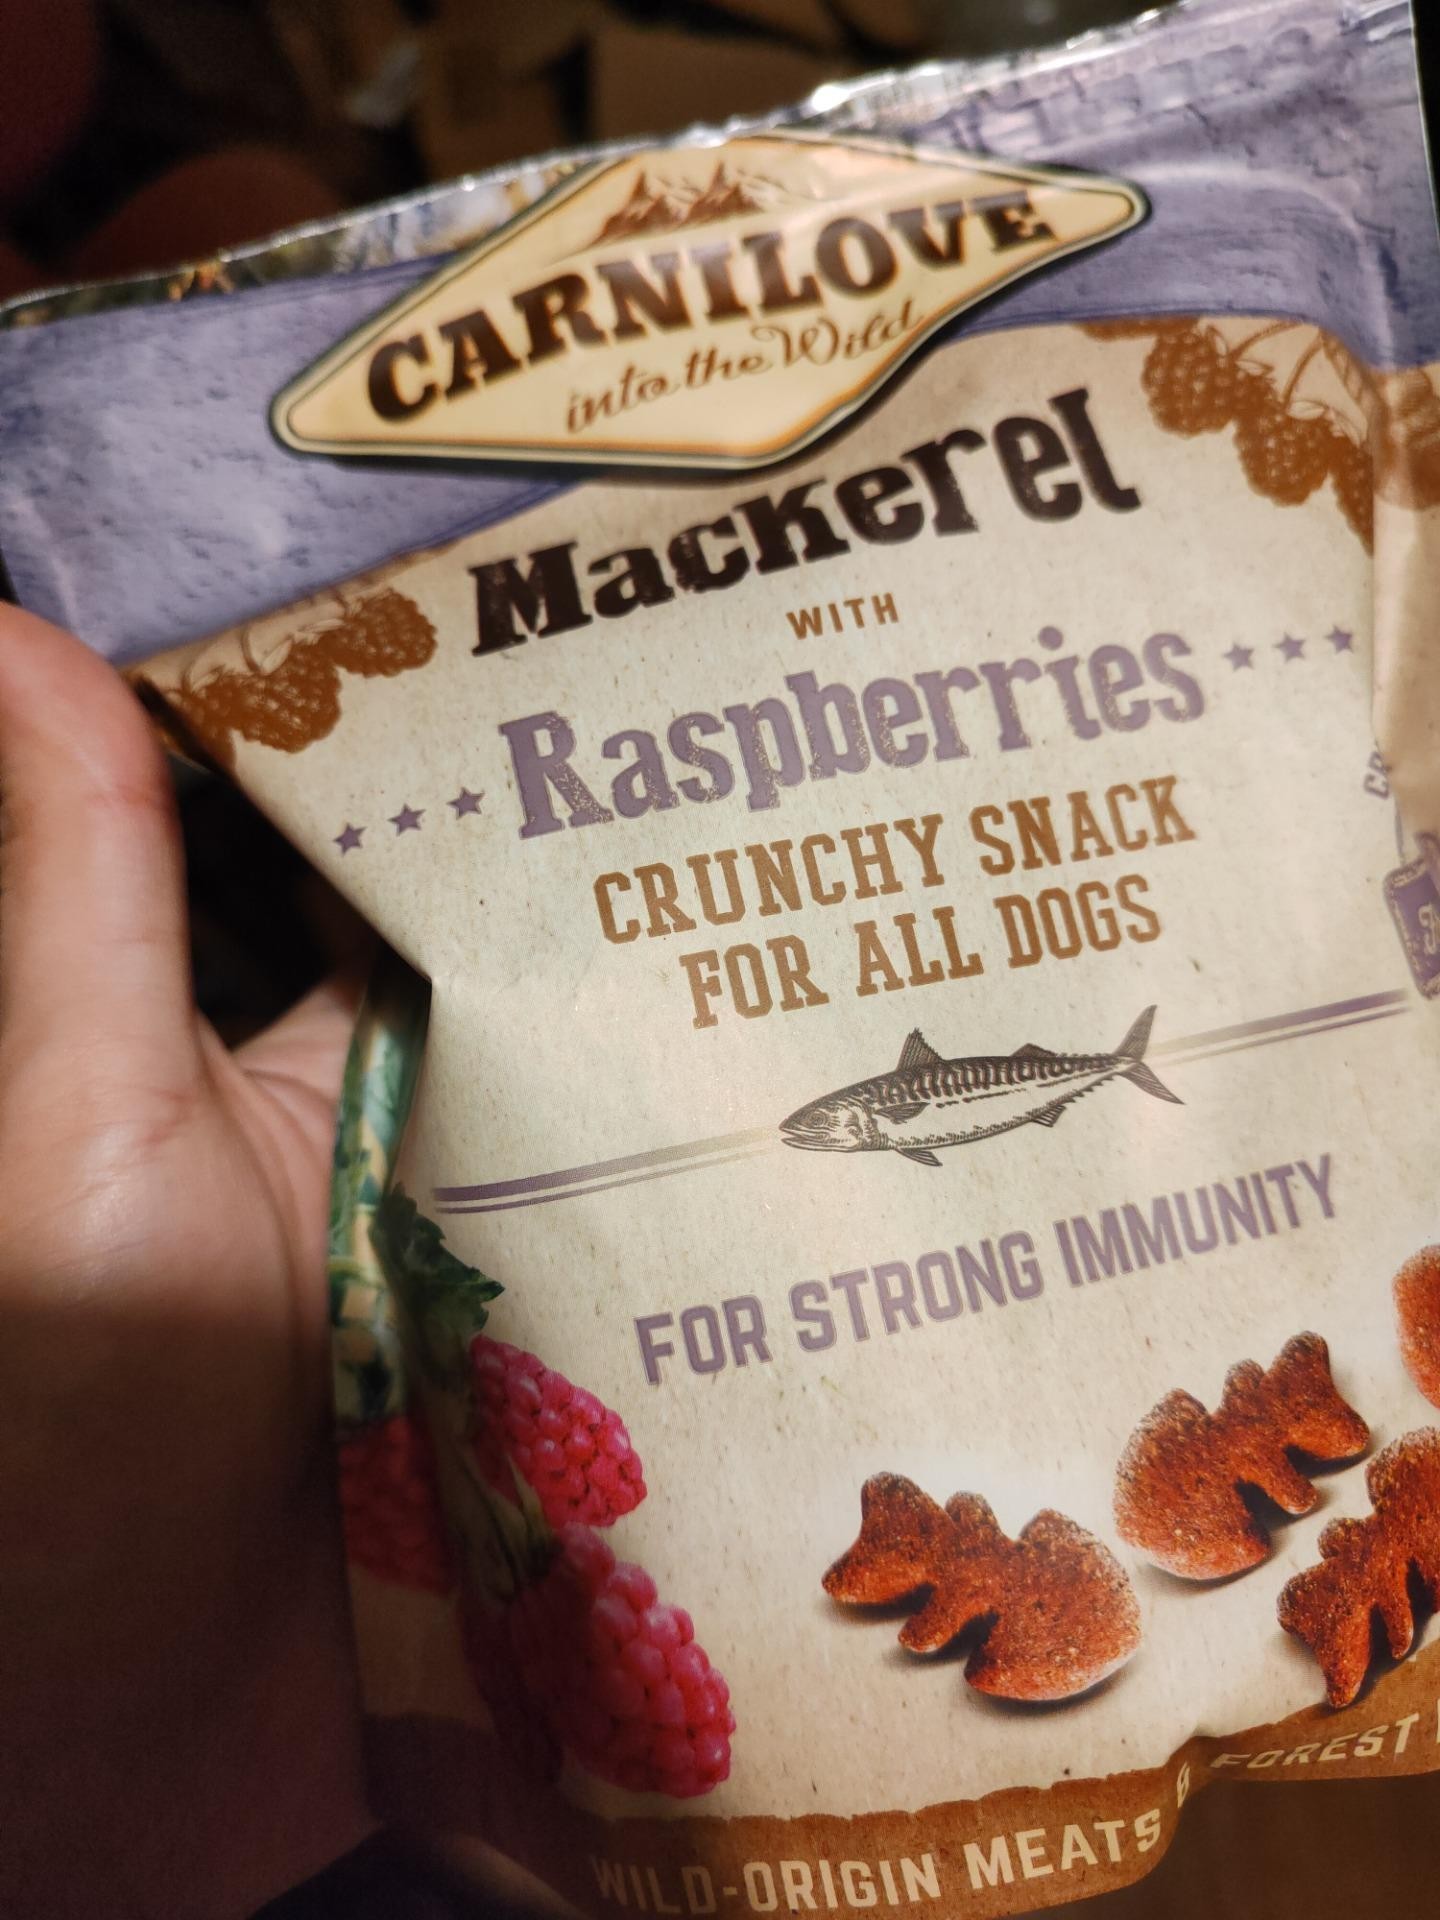 CARNILOVE
into the Wild
Mackerel
WITH
Raspberries
CRUNCHY SNACK
FOR ALL DOGS
FOR STRONG IMMUNITY
WILD-ORIGIN MEATS & FOREST